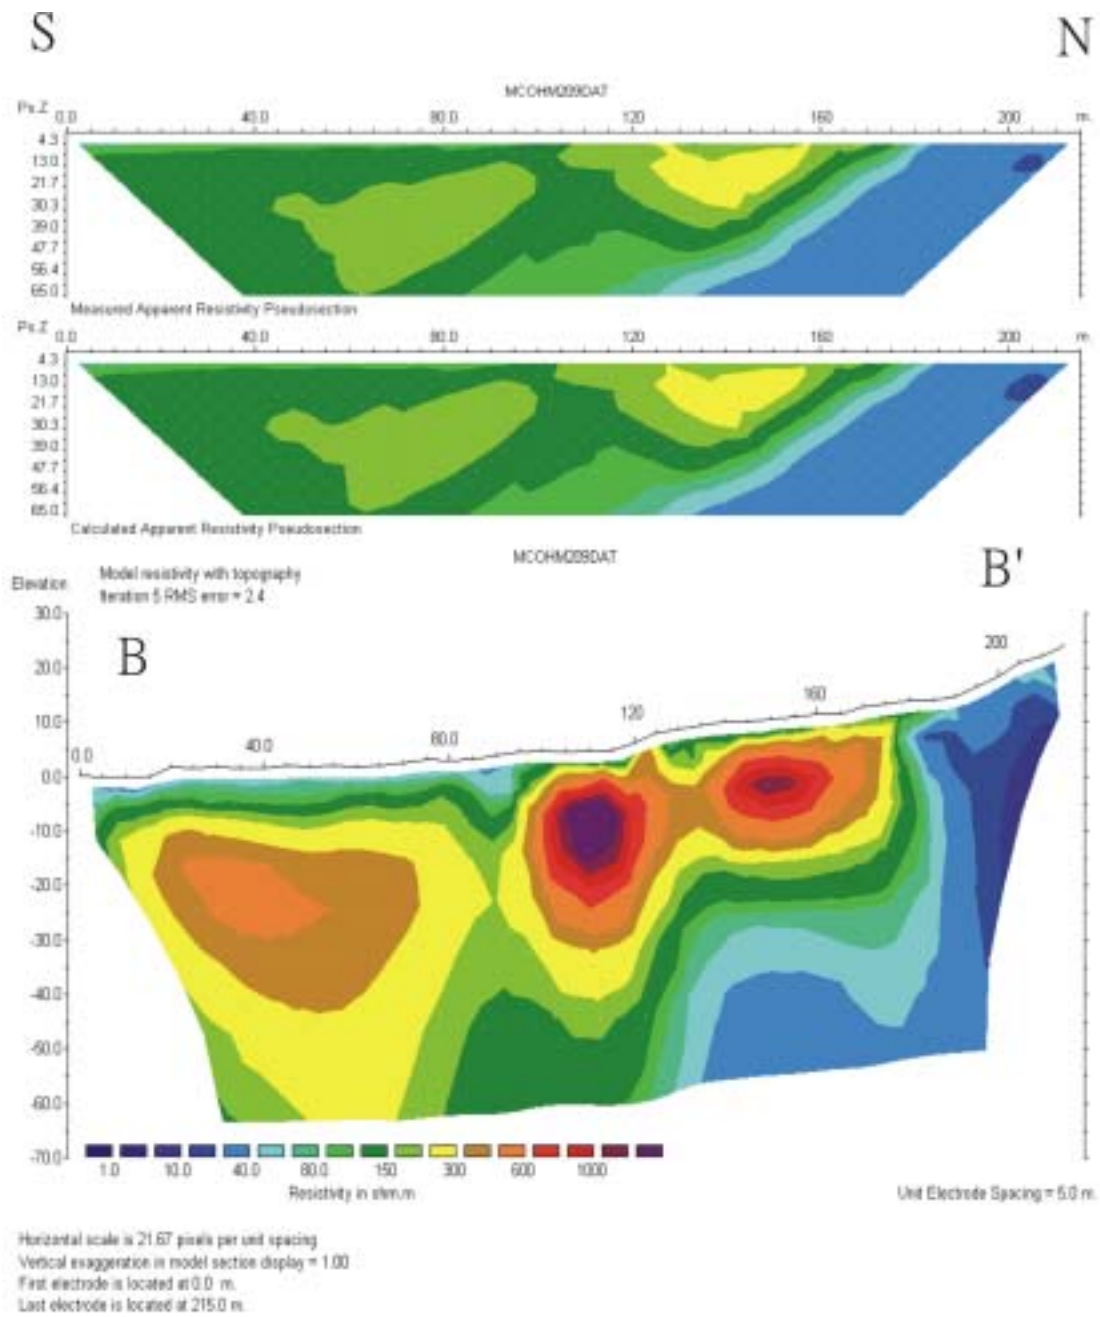 S N
MCOHM209DAT
Ps.Z 0.0 40.0 80.0 120 160 200 m.
4.3
13.0
21.7
30.3
39.0
47.7
56.4
65.0
Measured Apparent Resistivity Pseudosection
Ps.Z 0.0 40.0 80.0 120 160 200 m.
4.3
13.0
21.7
30.3
39.0
47.7
56.4
65.0
Calculated Apparent Resistivity Pseudosection
MCOHM209DAT
B'
Model resistivity with topography
Elevation
Iteration 5 RMS error = 2.4
30.0
B
20.0
10.0
0.0
-10.0
-20.0
-30.0
-40.0
-50.0
-60.0
-70.0
0.0 40.0 80.0 120 160 200
1.0 10.0 40.0 80.0 150 300 600 1000
Resistivity in ohm.m
Unit Electrode Spacing = 5.0 m.
Horizontal scale is 21.67 pixels per unit spacing
Vertical exaggeration in model section display = 1.00
First electrode is located at 0.0 m.
Last electrode is located at 215.0 m.